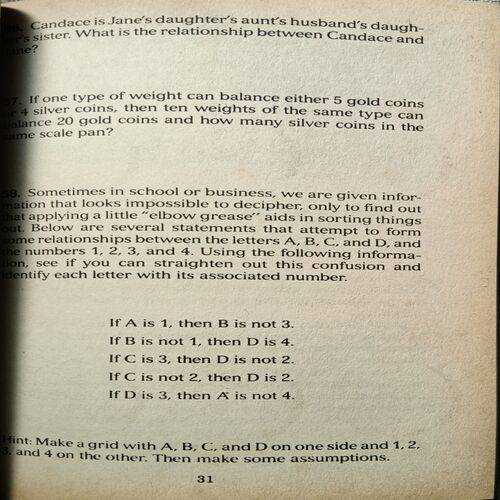 Candace is Jane's daughter's aunt's husband's daugh-
sister. What is the relationship between Candace and
37. If one type of weight can balance either 5 gold coins
4 silver coins, then ten weights of the same type can
balance 20 gold coins and how many silver coins in the
same scale pan?
38. Sometimes in school or business, we are given infor-
mation that looks impossible to decipher, only to find out
that applying a little "elbow grease" aids in sorting things
out. Below are several statements that attempt to form
some relationships between the letters A, B, C, and D, and
the numbers 1, 2, 3, and 4. Using the following informa-
tion, see if you can straighten out this confusion and
identify each letter with its associated number.
If A is 1, then B is not 3.
If B is not 1, then D is 4.
If C is 3, then D is not 2.
If C is not 2, then D is 2.
If D is 3, then A is not 4.
Hint: Make a grid with A, B, C, and D on one side and 1, 2,
3, and 4 on the other. Then make some assumptions.
31